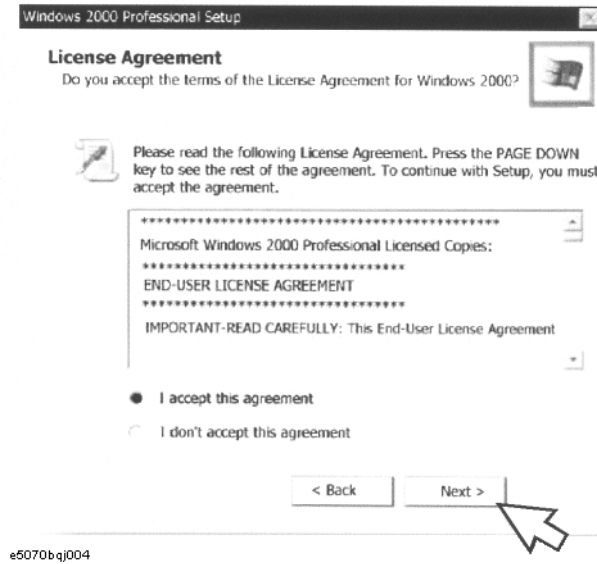 Windows 2000 Professional Setup
License Agreement
Do you accept the terms of the License Agreement for Windows 2000?
Please read the following License Agreement. Press the PAGE DOWN
key to see the rest of the agreement. To continue with Setup, you must
accept the agreement.
**********************************************
Microsoft Windows 2000 Professional Licensed Copies:
*********************************
END-USER LICENSE AGREEMENT
*********************************
IMPORTANT-READ CAREFULLY: This End-User License Agreement
I accept this agreement
I don't accept this agreement
< Back
Next >
e5070bqj004